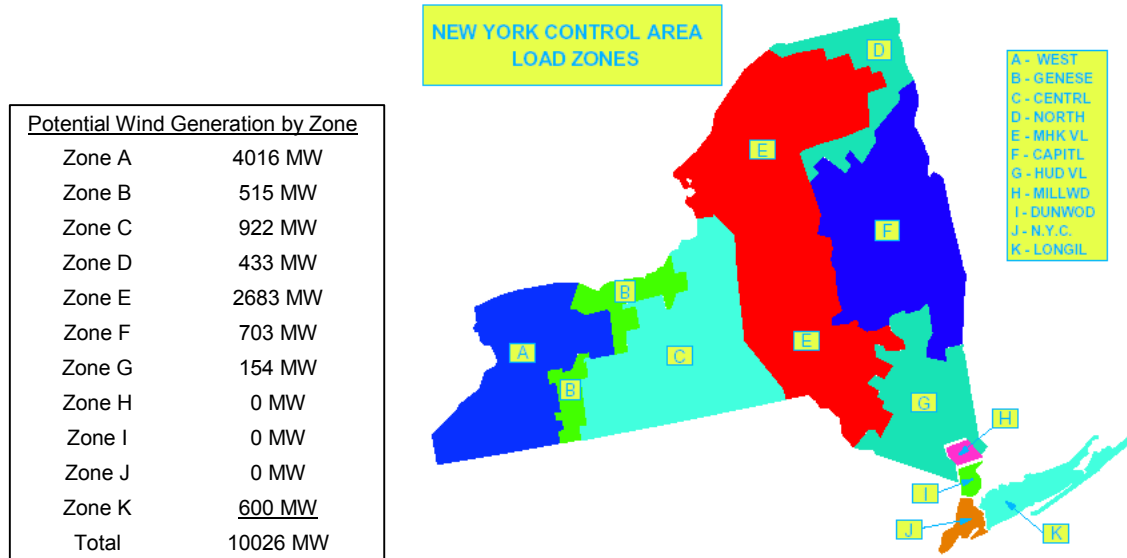 NEW YORK CONTROL AREA
LOAD ZONES
Potential Wind Generation by Zone
Zone A 4016 MW
Zone B 515 MW
Zone C 922 MW
Zone D 433 MW
Zone E 2683 MW
Zone F 703 MW
Zone G 154 MW
Zone H 0 MW
Zone I 0 MW
Zone J 0 MW
Zone K 600 MW
Total 10026 MW
A - WEST
B - GENESE
C - CENTRL
D - NORTH
E - MHK VL
F - CAPITL
G - HUD VL
H - MILLWD
I - DUNWOD
J - N.Y.C.
K - LONGIL
D
E
F
B
A
C
E
B
G
H
I
J
K